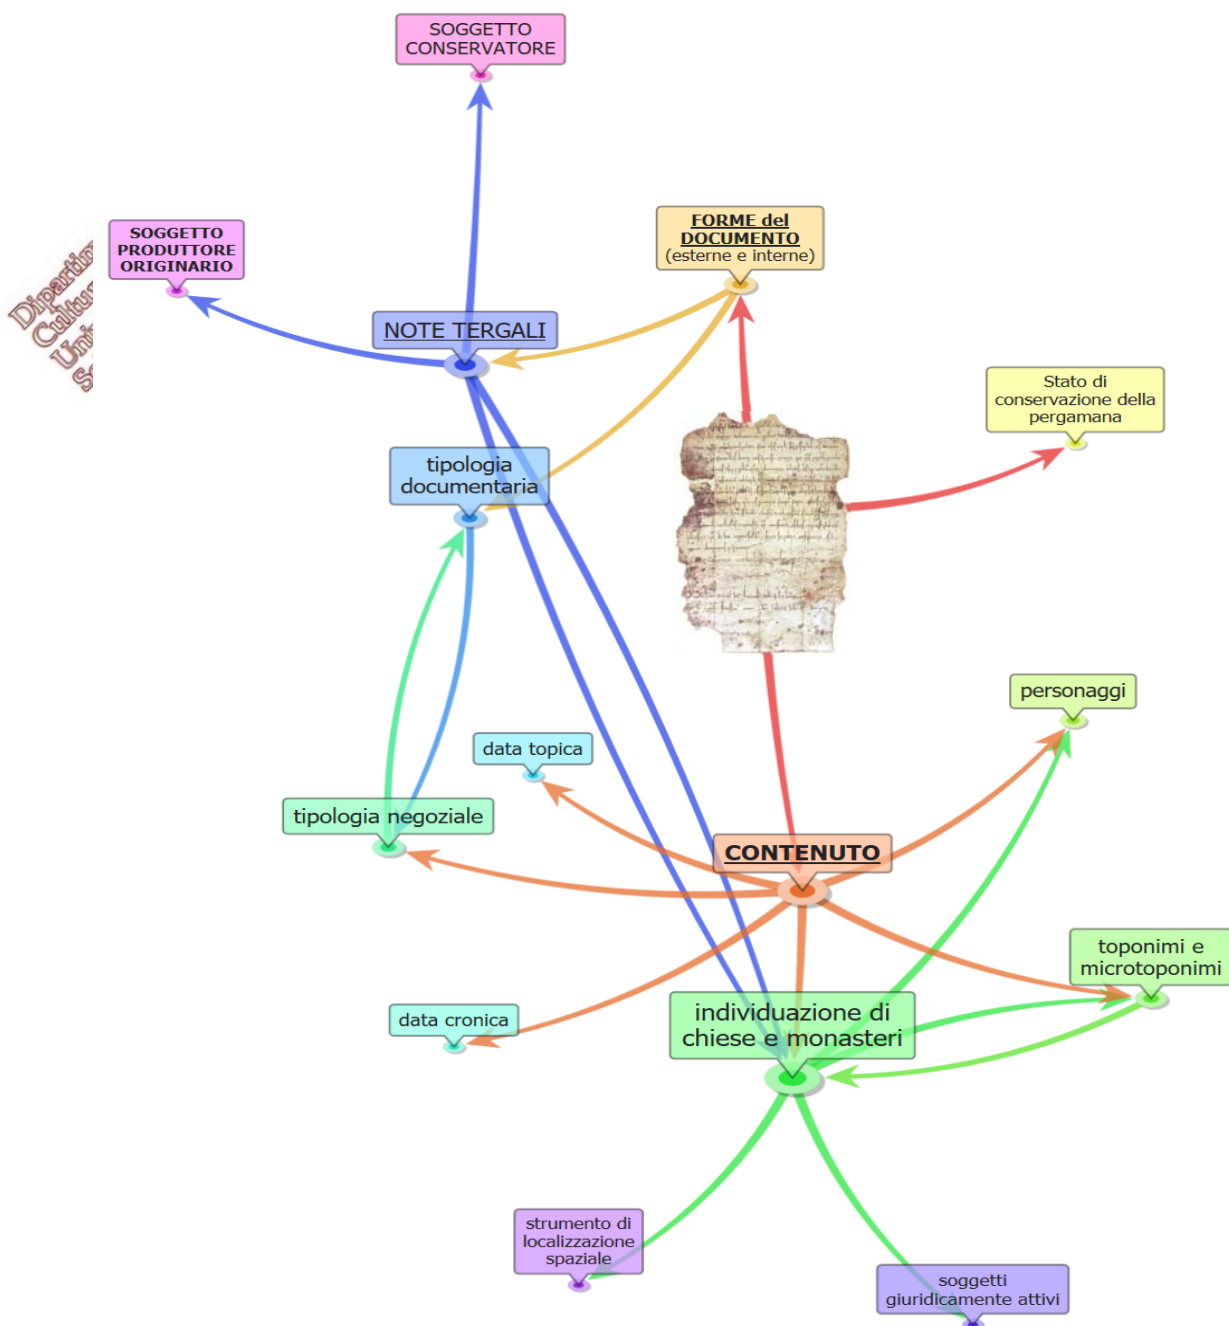 SOGGETTO
CONSERVATORE
SOGGETTO
PRODUTTORE
ORIGINARIO
FORME del
DOCUMENTO
(esterne e interne)
NOTE TERGALI
Stato di
conservazione della
pergamana
tipologia
documentaria
personaggi
data topica
tipologia negoziale
CONTENUTO
toponimi e
microtoponimi
individuazione di
chiese e monasteri
data cronica
strumento di
localizzazione
spaziale
soggetti
giuridicamente attivi